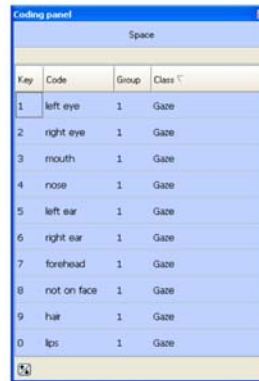 Coding panel
Space
Key Code Group Class
1 left eye 1 Gaze
2 right eye 1 Gaze
3 mouth 1 Gaze
4 nose 1 Gaze
5 left ear 1 Gaze
6 right ear 1 Gaze
7 forehead 1 Gaze
8 not on face 1 Gaze
9 hair 1 Gaze
0 lips 1 Gaze